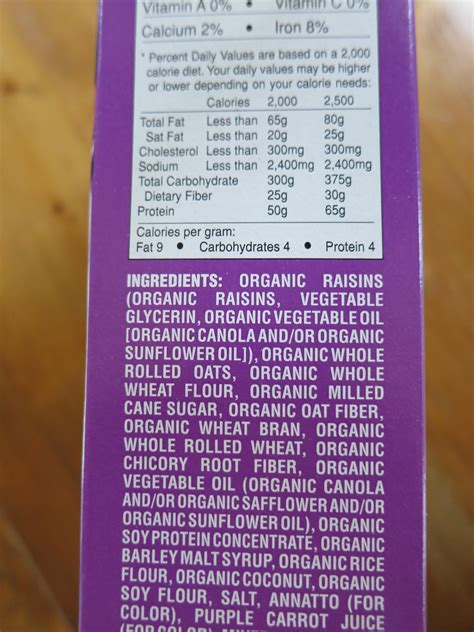 Vitamin A 0% • Vitamin C 0%
Calcium 2% • Iron 8%
* Percent Daily Values are based on a 2,000
calorie diet. Your daily values may be higher
or lower depending on your calorie needs:
Calories 2,000 2,500
Total Fat Less than 65g 80g
Sat Fat Less than 20g 25g
Cholesterol Less than 300mg 300mg
Sodium Less than 2,400mg 2,400mg
Total Carbohydrate 300g 375g
Dietary Fiber 25g 30g
Protein 50g 65g
Calories per gram:
Fat 9 • Carbohydrates 4 • Protein 4
INGREDIENTS: ORGANIC RAISINS
(ORGANIC RAISINS, VEGETABLE
GLYCERIN, ORGANIC VEGETABLE OIL
[ORGANIC CANOLA AND/OR ORGANIC
SUNFLOWER OIL]), ORGANIC WHOLE
ROLLED OATS, ORGANIC WHOLE
WHEAT FLOUR, ORGANIC MILLED
CANE SUGAR, ORGANIC OAT FIBER,
ORGANIC WHEAT BRAN, ORGANIC
WHOLE ROLLED WHEAT, ORGANIC
CHICORY ROOT FIBER, ORGANIC
VEGETABLE OIL (ORGANIC CANOLA
AND/OR ORGANIC SAFFLOWER AND/OR
ORGANIC SUNFLOWER OIL), ORGANIC
SOY PROTEIN CONCENTRATE, ORGANIC
BARLEY MALT SYRUP, ORGANIC RICE
FLOUR, ORGANIC COCONUT, ORGANIC
SOY FLOUR, SALT, ANNATTO (FOR
COLOR), PURPLE CARROT JUICE
(FOR COLOR)